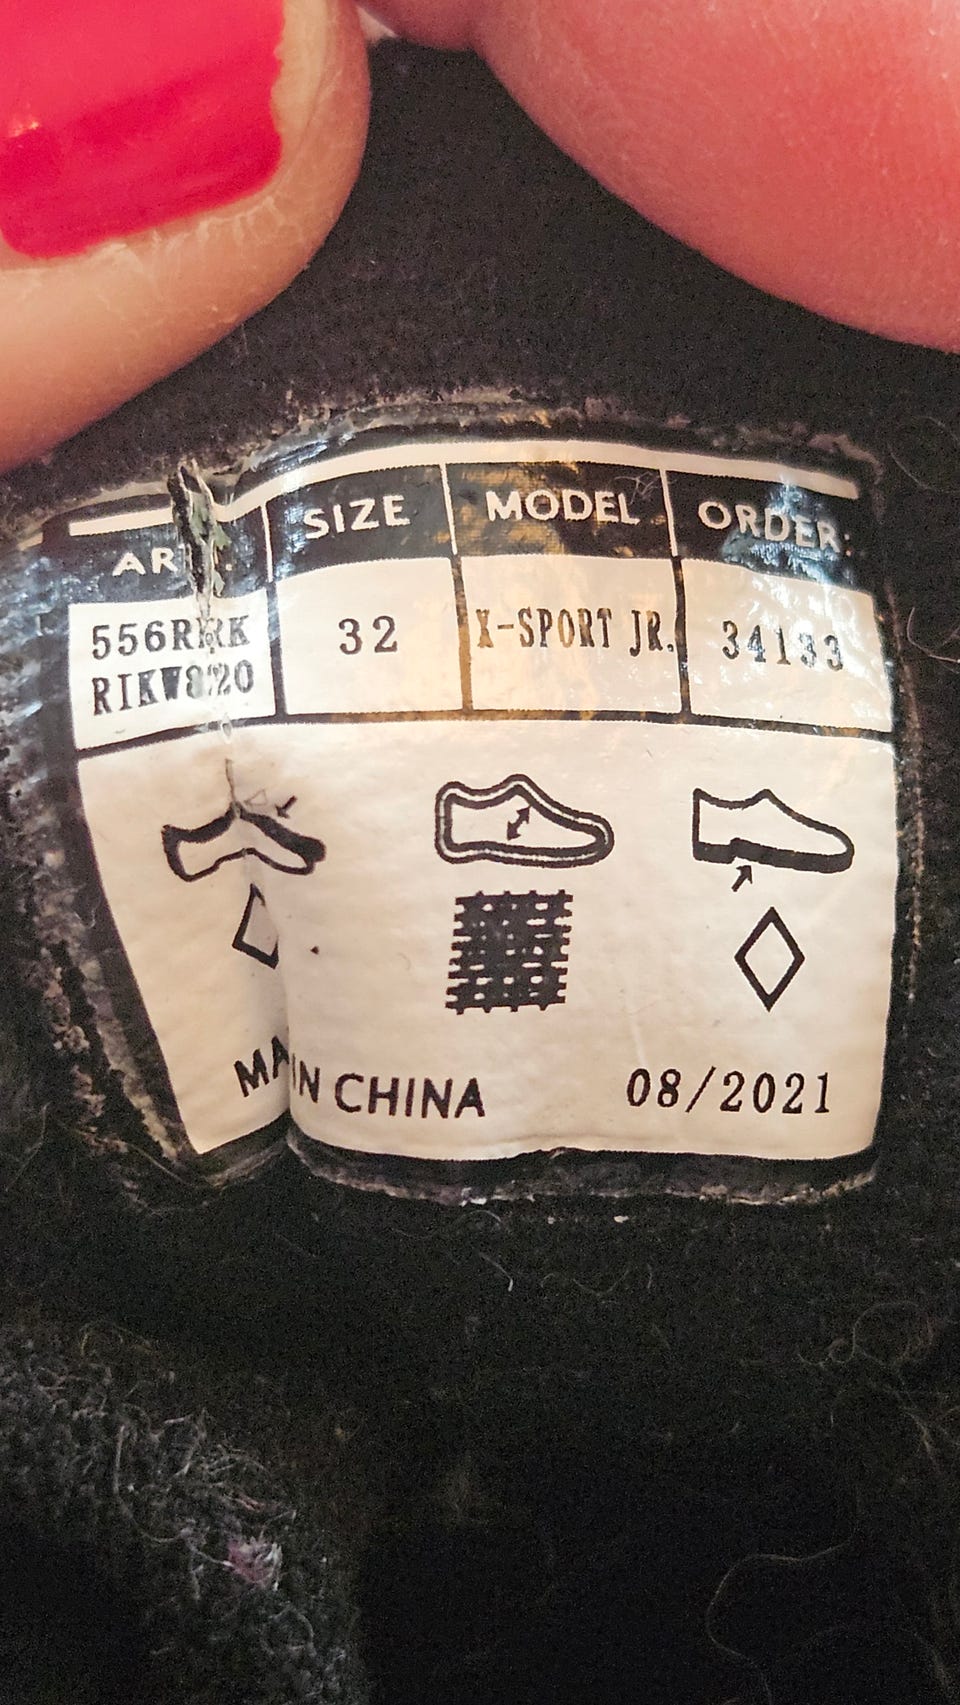 SIZE MODEL ORDER:
32 X-SPORT JR. 34133
IN CHINA 08/2021